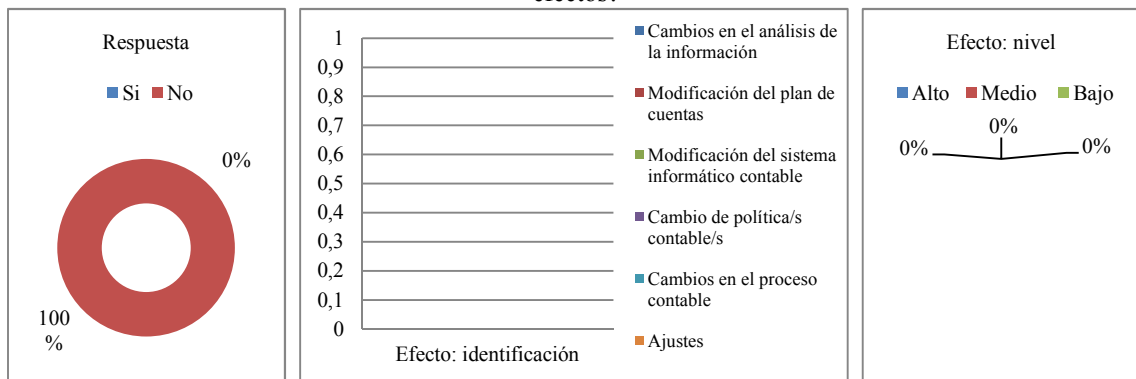 efectos.
Respuesta
Si No
0%
100
%
1
0,9
0,8
0,7
0,6
0,5
0,4
0,3
0,2
0,1
0
Efecto: identificación
Cambios en el análisis de
la información
Modificación del plan de
cuentas
Modificación del sistema
informático contable
Cambio de política/s
contable/s
Cambios en el proceso
contable
Ajustes
Efecto: nivel
Alto Medio Bajo
0%
0%
0%